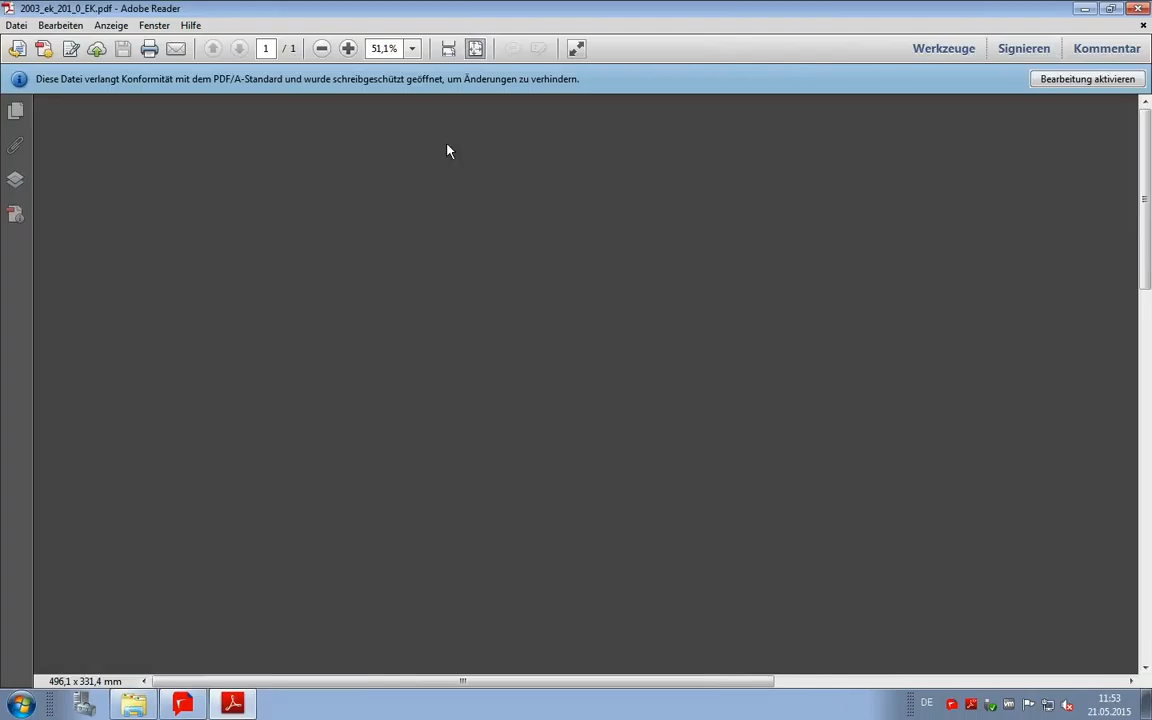 2003_ek_201_0_EK.pdf - Adobe Reader
Datei Bearbeiten Anzeige Fenster Hilfe
1 / 1 51,1% Werkzeuge Signieren Kommentar
Diese Datei verlangt Konformität mit dem PDF/A-Standard und wurde schreibgeschützt geöffnet, um Änderungen zu verhindern. Bearbeitung aktivieren
496,1 x 331,4 mm
DE 11:53
21.05.2015